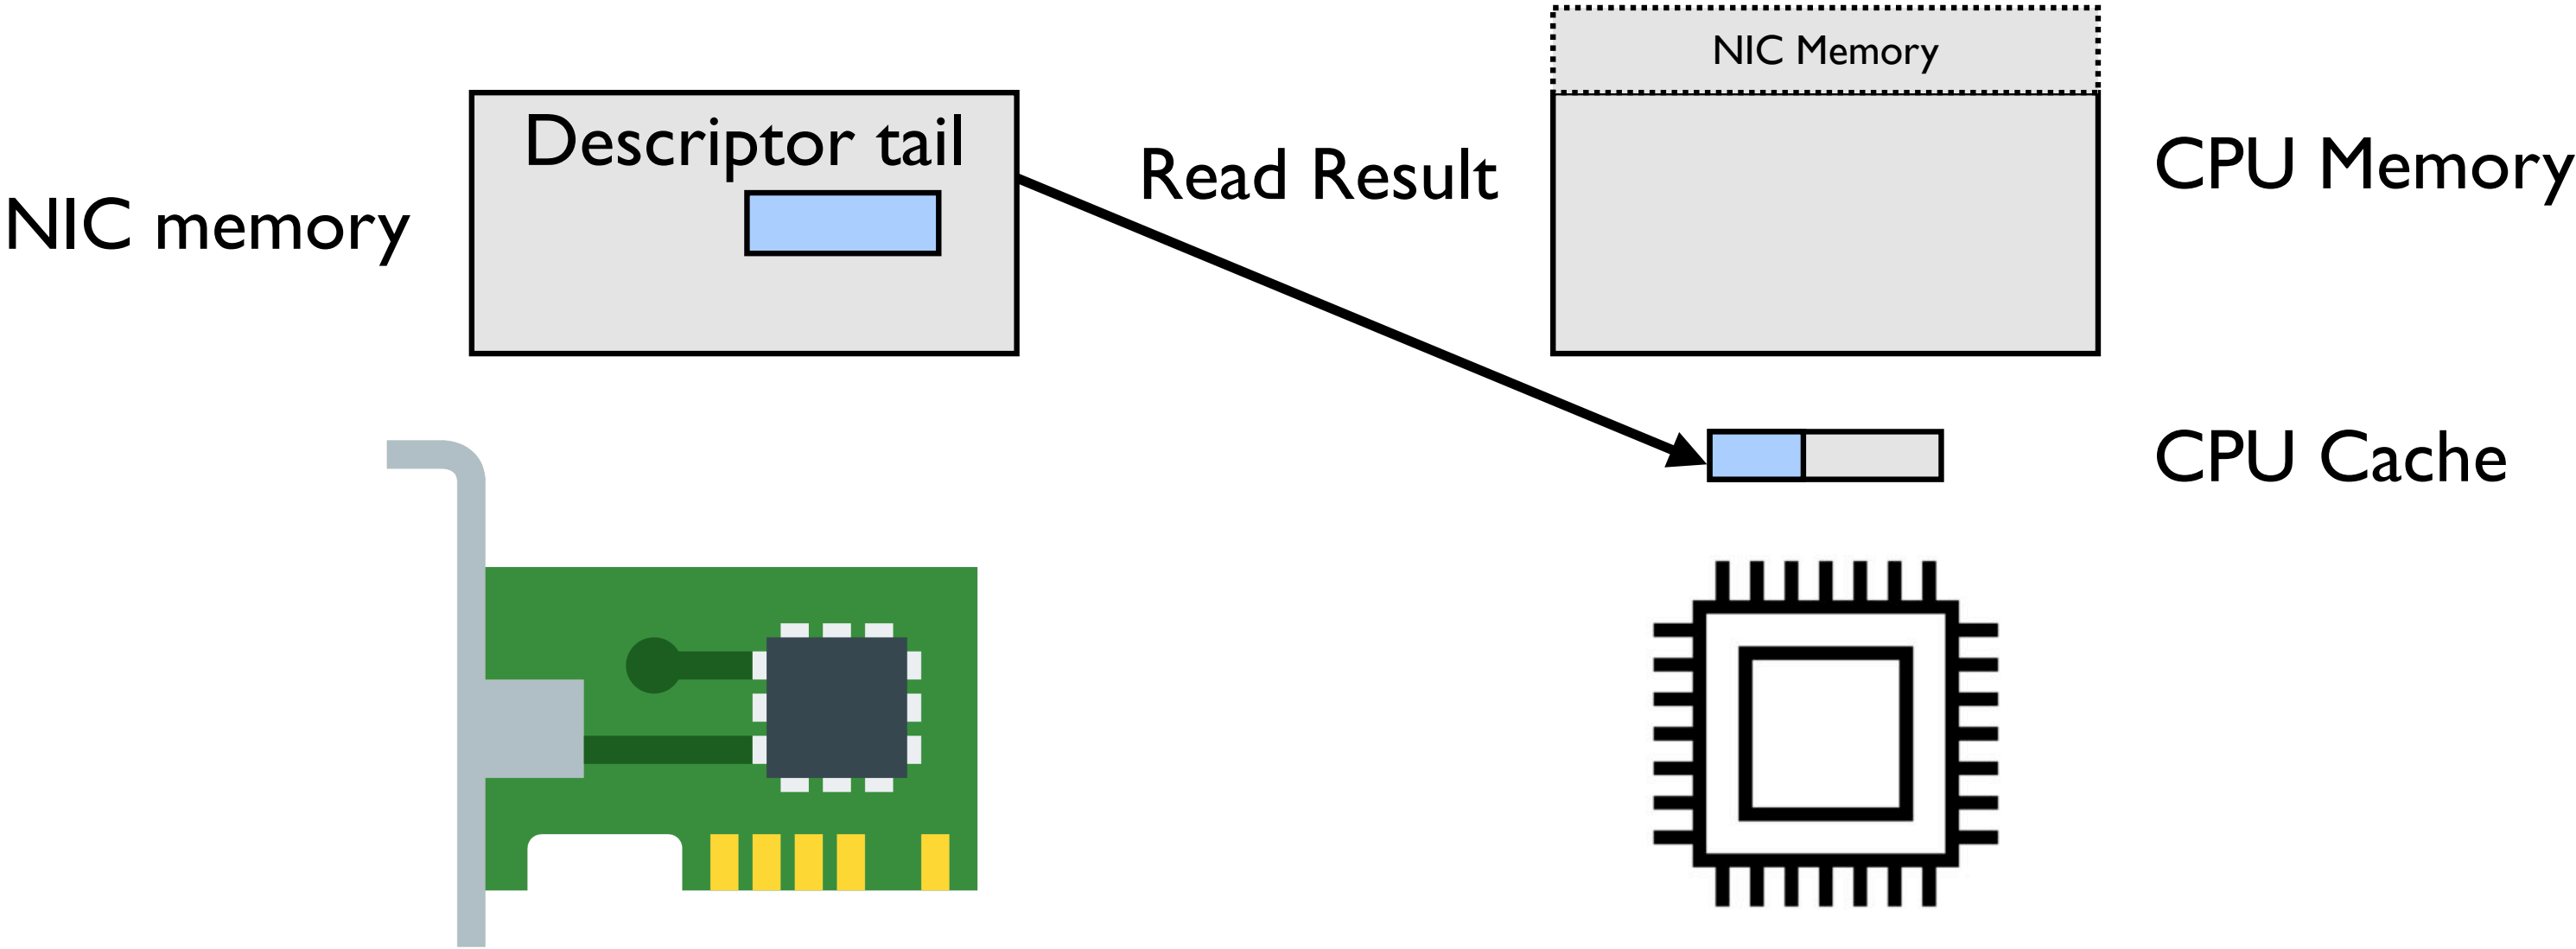 NIC Memory
Descriptor tail
Read Result
CPU Memory
NIC memory
CPU Cache